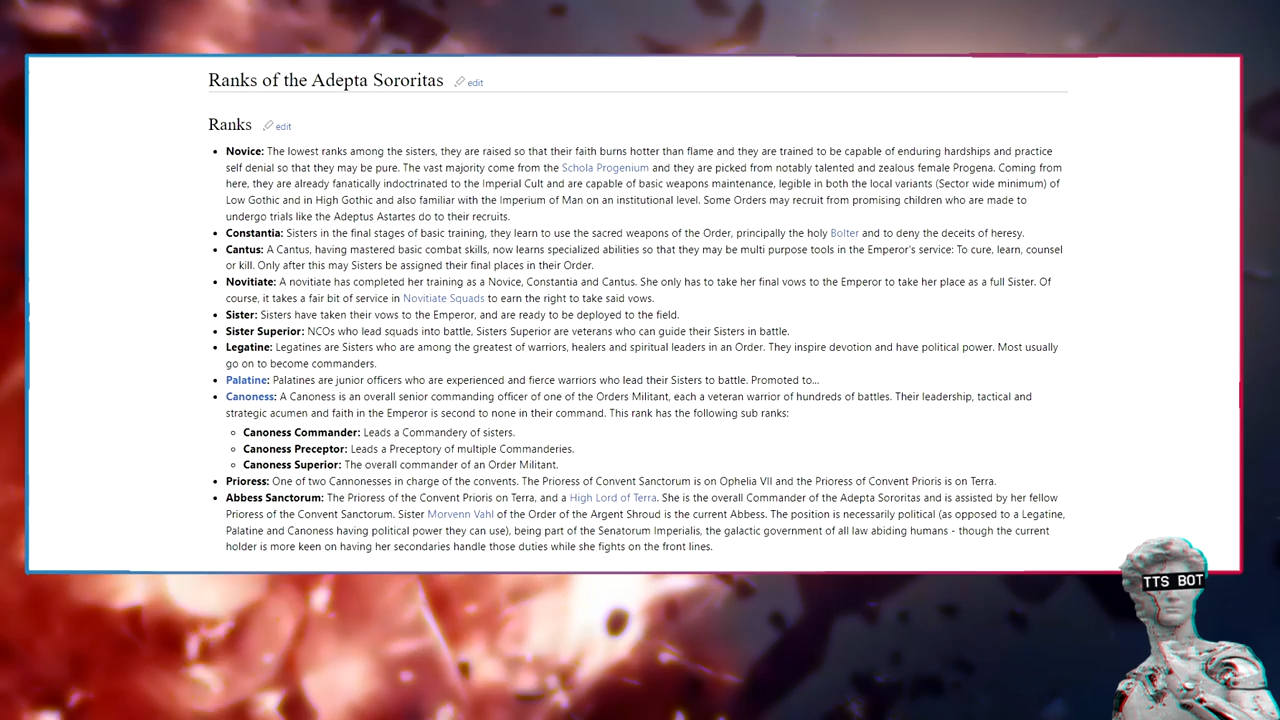 Ranks of the Adepta Sororitas edit
Ranks edit
Novice: The lowest ranks among the sisters, they are raised so that their faith burns hotter than flame and they are trained to be capable of enduring hardships and practice
self denial so that they may be pure. The vast majority come from the Schola Progenium and they are picked from notably talented and zealous female Progena. Coming from
here, they are already fanatically indoctrinated to the Imperial Cult and are capable of basic weapons maintenance, legible in both the local variants (Sector wide minimum) of
Low Gothic and in High Gothic and also familiar with the Imperium of Man on an institutional level. Some Orders may recruit from promising children who are made to
undergo trials like the Adeptus Astartes do to their recruits.
Constantia: Sisters in the final stages of basic training, they learn to use the sacred weapons of the Order, principally the holy Bolter and to deny the deceits of heresy.
Cantus: A Cantus, having mastered basic combat skills, now learns specialized abilities so that they may be multi purpose tools in the Emperor's service: To cure, learn, counsel
or kill. Only after this may Sisters be assigned their final places in their Order.
Novitiate: A novitiate has completed her training as a Novice, Constantia and Cantus. She only has to take her final vows to the Emperor to take her place as a full Sister. Of
course, it takes a fair bit of service in Novitiate Squads to earn the right to take said vows.
Sister: Sisters have taken their vows to the Emperor, and are ready to be deployed to the field.
Sister Superior: NCOs who lead squads into battle, Sisters Superior are veterans who can guide their Sisters in battle.
Legatine: Legatines are Sisters who are among the greatest of warriors, healers and spiritual leaders in an Order. They inspire devotion and have political power. Most usually
go on to become commanders.
Palatine: Palatines are junior officers who are experienced and fierce warriors who lead their Sisters to battle. Promoted to...
Canoness: A Canoness is an overall senior commanding officer of one of the Orders Militant, each a veteran warrior of hundreds of battles. Their leadership, tactical and
strategic acumen and faith in the Emperor is second to none in their command. This rank has the following sub ranks:
Canoness Commander: Leads a Commandery of sisters.
Canoness Preceptor: Leads a Preceptory of multiple Commanderies.
Canoness Superior: The overall commander of an Order Militant.
Prioress: One of two Cannonesses in charge of the convents. The Prioress of Convent Sanctorum is on Ophelia VII and the Prioress of Convent Prioris is on Terra.
Abbess Sanctorum: The Prioress of the Convent Prioris on Terra, and a High Lord of Terra. She is the overall Commander of the Adepta Sororitas and is assisted by her fellow
Prioress of the Convent Sanctorum. Sister Morvenn Vahl of the Order of the Argent Shroud is the current Abbess. The position is necessarily political (as opposed to a Legatine,
Palatine and Canoness having political power they can use), being part of the Senatorum Imperialis, the galactic government of all law abiding humans - though the current
holder is more keen on having her secondaries handle those duties while she fights on the front lines.
TTS BOT